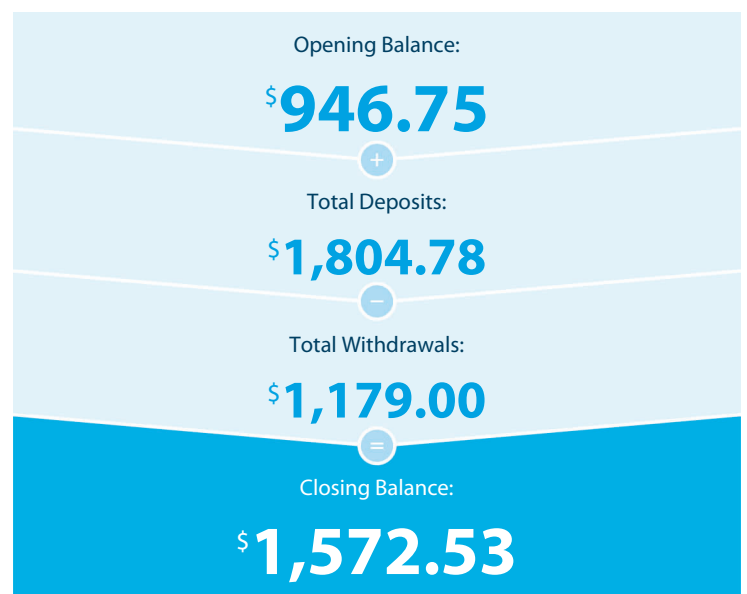 Opening Balance:
$946.75
+
Total Deposits:
$1,804.78
−
Total Withdrawals:
$1,179.00
=
Closing Balance:
$1,572.53